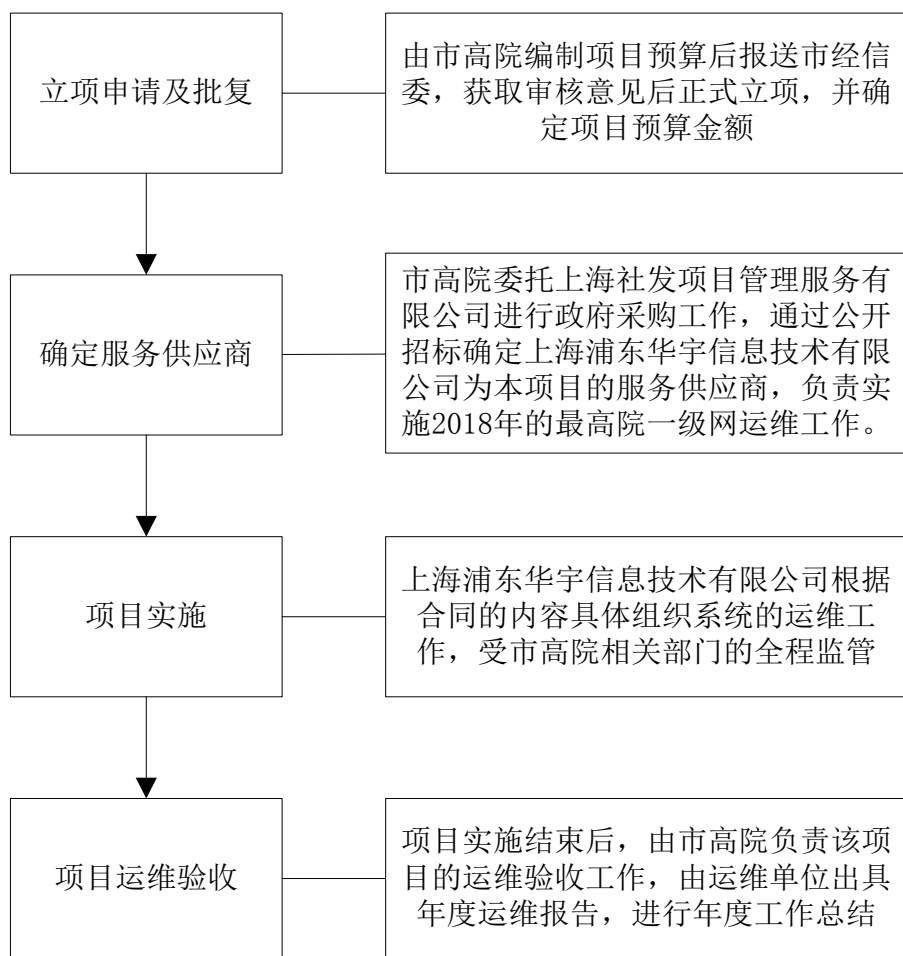 立项申请及批复
由市高院编制项目预算后报送市经信
委，获取审核意见后正式立项，并确
定项目预算金额
确定服务供应商
市高院委托上海社发项目管理服务有
限公司进行政府采购工作，通过公开
招标确定上海浦东华宇信息技术有限
公司为本项目的服务供应商，负责实
施2018年的最高院一级网运维工作。
项目实施
上海浦东华宇信息技术有限公司根据
合同的内容具体组织系统的运维工
作，受市高院相关部门的全程监管
项目运维验收
项目实施结束后，由市高院负责该项
目的运维验收工作，由运维单位出具
年度运维报告，进行年度工作总结